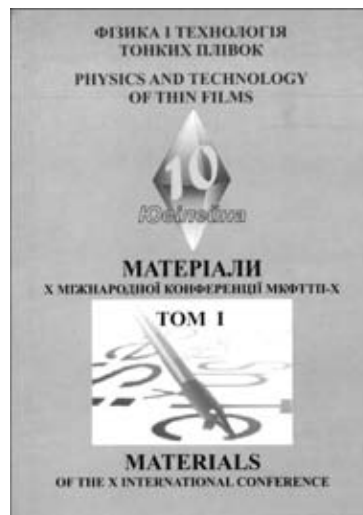 ФІЗИКА І ТЕХНОЛОГІЯ
ТОНКИХ ПЛІВОК
PHYSICS AND TECHNOLOGY
OF THIN FILMS
10
Ювілейна
МАТЕРІАЛИ
Х МІЖНАРОДНОЇ КОНФЕРЕНЦІЇ МКФТТП-Х
ТОМ І
MATERIALS
OF THE X INTERNATIONAL CONFERENCE